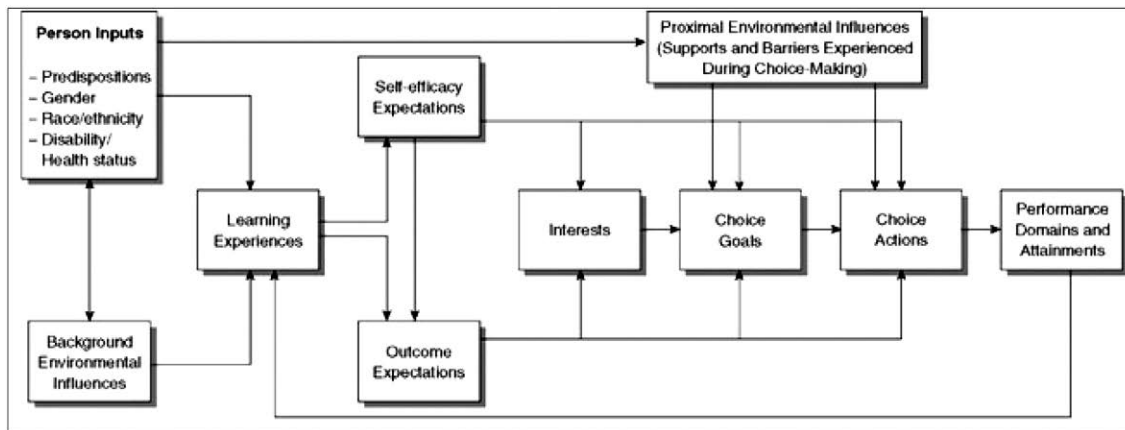 Person Inputs
– Predispositions
– Gender
– Race/ethnicity
– Disability/
Health status
Proximal Environmental Influences
(Supports and Barriers Experienced
During Choice-Making)
Self-efficacy
Expectations
Learning
Experiences
Interests
Choice
Goals
Choice
Actions
Performance
Domains and
Attainments
Background
Environmental
Influences
Outcome
Expectations